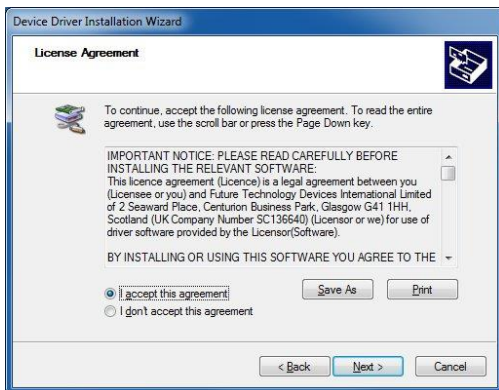 Device Driver Installation Wizard
License Agreement
To continue, accept the following license agreement. To read the entire
agreement, use the scroll bar or press the Page Down key.
IMPORTANT NOTICE: PLEASE READ CAREFULLY BEFORE
INSTALLING THE RELEVANT SOFTWARE:
This licence agreement (Licence) is a legal agreement between you
(Licensee or you) and Future Technology Devices International Limited
of 2 Seaward Place, Centurion Business Park, Glasgow G41 1HH,
Scotland (UK Company Number SC136640) (Licensor or we) for use of
driver software provided by the Licensor(Software).
BY INSTALLING OR USING THIS SOFTWARE YOU AGREE TO THE
I accept this agreement
Save As
Print
I don't accept this agreement
< Back
Next >
Cancel